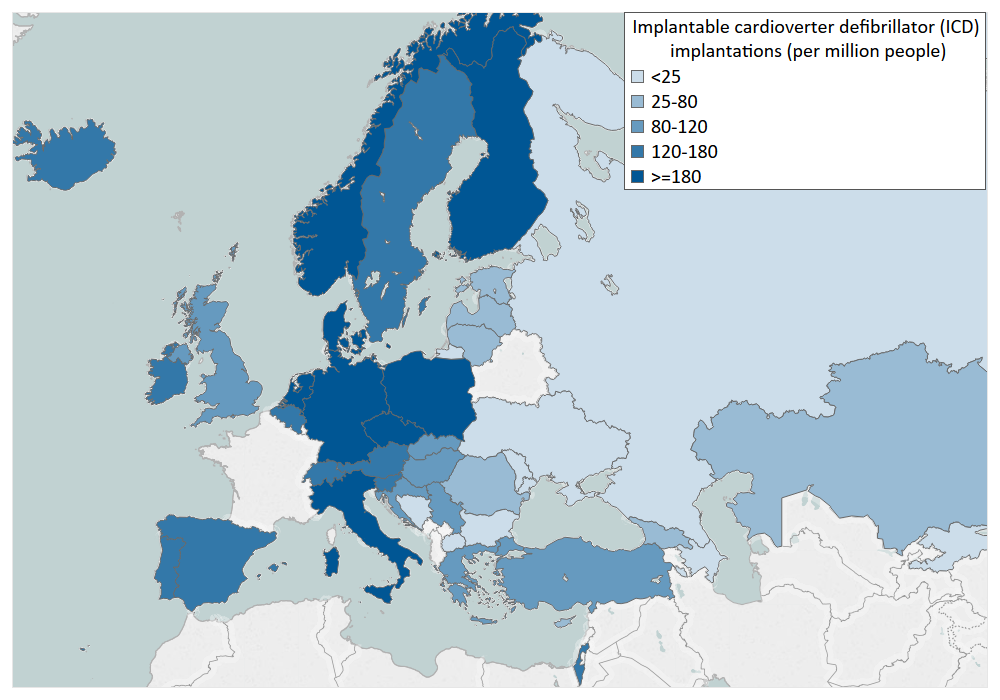 Implantable cardioverter defibrillator (ICD)
implantations (per million people)
<25
25-80
80-120
120-180
>=180